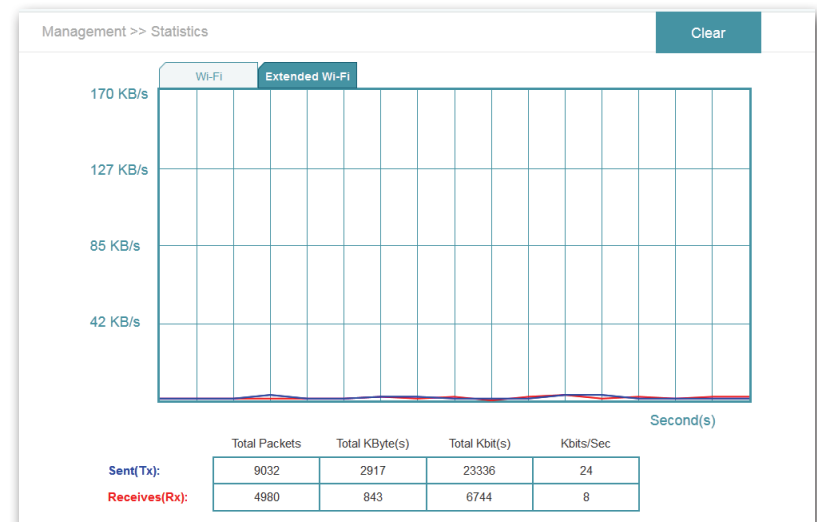 Management >> Statistics
Clear
Wi-Fi
Extended Wi-Fi
170 KB/s
127 KB/s
85 KB/s
42 KB/s
Second(s)
Total Packets Total KByte(s) Total Kbit(s) Kbits/Sec
Sent(Tx): 9032 2917 23336 24
Receives(Rx): 4980 843 6744 8